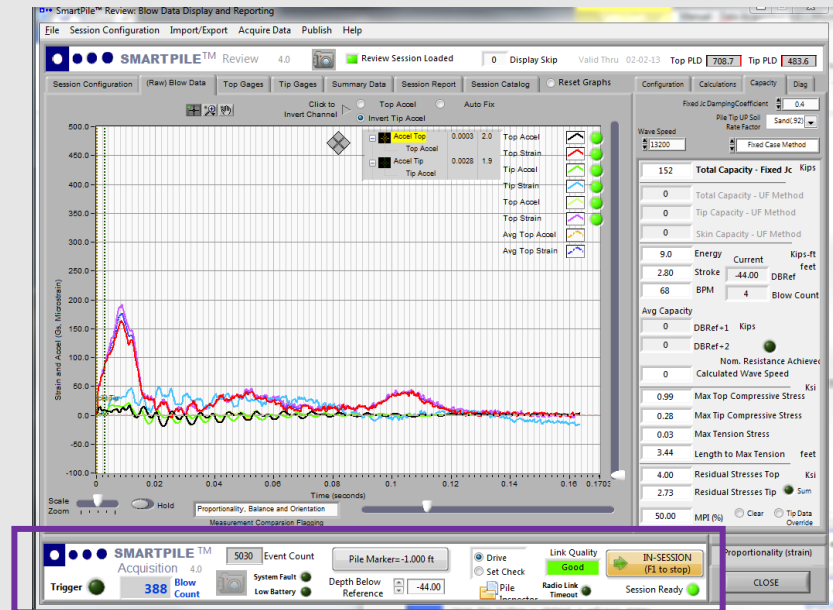 SmartPile™ Review: Blow Data Display and Reporting
File Session Configuration Import/Export Acquire Data Publish Help
SMARTPILE™ Review 4.0
Review Session Loaded
0 Display Skip
Valid Thru 02-02-13
Top PLD 708.7 Tip PLD 483.6
Session Configuration (Raw) Blow Data Top Gages Tip Gages Summary Data Session Report Session Catalog Reset Graphs
Configuration Calculations Capacity Diag
Click to Invert Channel
Top Accel Auto Fix
Invert Tip Accel
Accel Top 0.0003 2.0
Top Accel
Accel Tip 0.0028 1.9
Tip Accel
Top Accel
Top Strain
Tip Accel
Tip Strain
Top Accel
Top Strain
Avg Top Accel
Avg Top Strain
Strain and Accel (Gs, Microstrain)
500.0
450.0
400.0
350.0
300.0
250.0
200.0
150.0
100.0
50.0
0.0
-50.0
-100.0
0 0.02 0.04 0.06 0.08 0.1 0.12 0.14 0.16 0.1703
Time (seconds)
Scale
Zoom
Hold
Proportionality, Balance and Orientation
Measurement Comparsion Flagging
Fixed Jc DampingCoefficient 0.4
Pile Tip UP Soil
Rate Factor
Sand(.92)
Wave Speed
13200
Fixed Case Method
152 Total Capacity - Fixed Jc Kips
0 Total Capacity - UF Method
0 Tip Capacity - UF Method
0 Skin Capacity - UF Method
9.0 Energy Current Kips-ft
2.80 Stroke -44.00 feet DBRef
68 BPM 4 Blow Count
Avg Capacity
0 DBRef+1 Kips
0 DBRef+2
Nom. Resistance Achieved
0 Calculated Wave Speed
Ksi
0.99 Max Top Compressive Stress
0.28 Max Tip Compressive Stress
0.03 Max Tension Stress
3.44 Length to Max Tension feet
4.00 Residual Stresses Top Ksi
2.73 Residual Stresses Tip Sum
50.00 MPI (%) Clear Tip Data Override
SMARTPILE™
Acquisition 4.0
Trigger
388 Blow Count
5030 Event Count
System Fault
Low Battery
Pile Marker=-1.000 ft
Depth Below
Reference
-44.00
Drive
Set Check
Pile
Inspector
Link Quality
Good
Radio Link
Timeout
IN-SESSION
(F1 to stop)
Session Ready
Proportionality (strain)
CLOSE